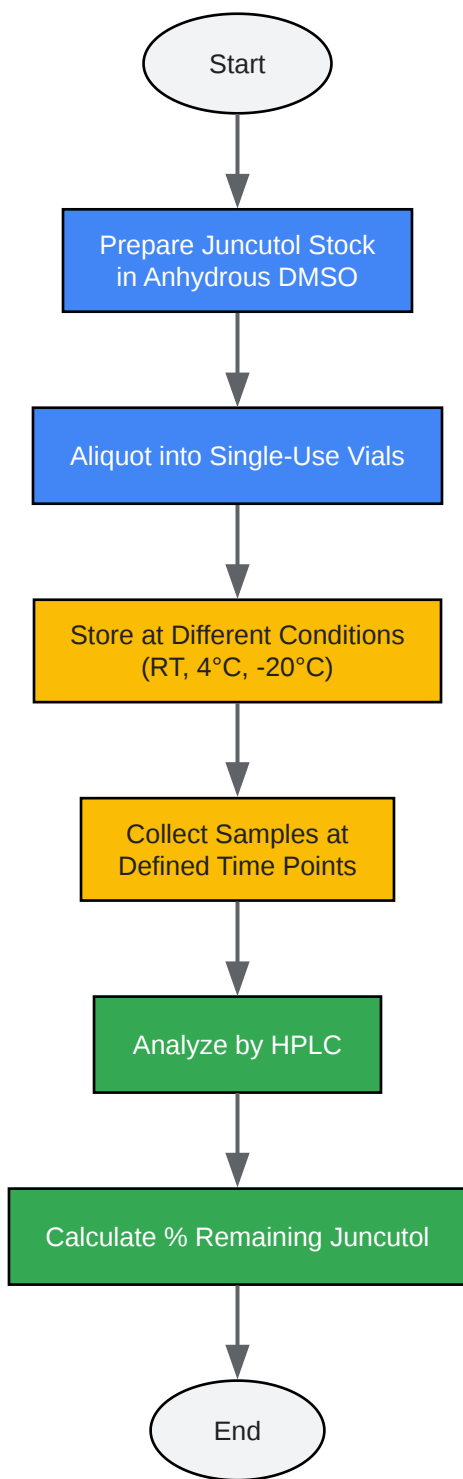 Start
Prepare Juncutol Stock
in Anhydrous DMSO
Aliquot into Single-Use Vials
Store at Different Conditions
(RT, 4°C, -20°C)
Collect Samples at
Defined Time Points
Analyze by HPLC
Calculate % Remaining Juncutol
End